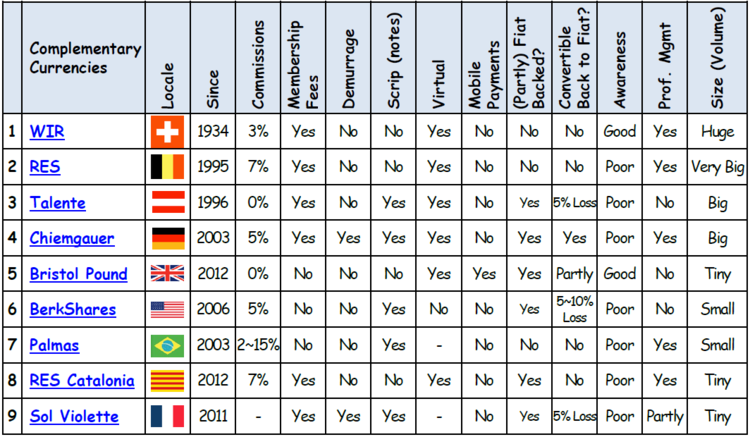 Complementary Currencies Locale Since Commissions Membership Fees Demurrage Scrip (notes) Virtual Mobile Payments (Partly) Fiat Backed? Convertible Back to Fiat? Awareness Prof. Mgmt Size (Volume)
1 WIR 1934 3% Yes No No Yes No No No Good Yes Huge
2 RES 1995 7% Yes No No Yes No No No Poor Yes Very Big
3 Talente 1996 0% Yes No Yes Yes No Yes 5% Loss Poor No Big
4 Chiemgauer 2003 5% Yes Yes Yes Yes No Yes Yes Poor Yes Big
5 Bristol Pound 2012 0% No No No Yes Yes Yes Partly Good No Tiny
6 BerkShares 2006 5% No No Yes No No Yes 5~10% Loss Poor No Small
7 Palmas 2003 2~15% No No Yes - No No No Poor Yes Small
8 RES Catalonia 2012 7% Yes No No Yes No Yes No Poor Yes Tiny
9 Sol Violette 2011 - Yes Yes Yes - No Yes 5% Loss Poor Partly Tiny